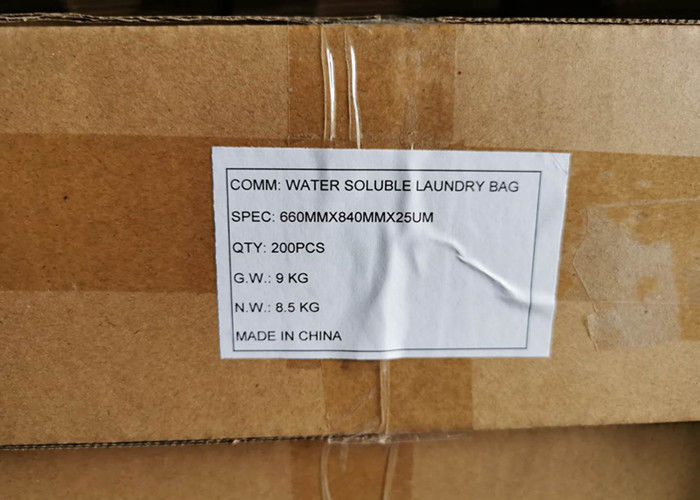 COMM: WATER SOLUBLE LAUNDRY BAG
SPEC: 660MMX840MMX25UM
QTY: 200PCS
G.W.: 9 KG
N.W.: 8.5 KG
MADE IN CHINA